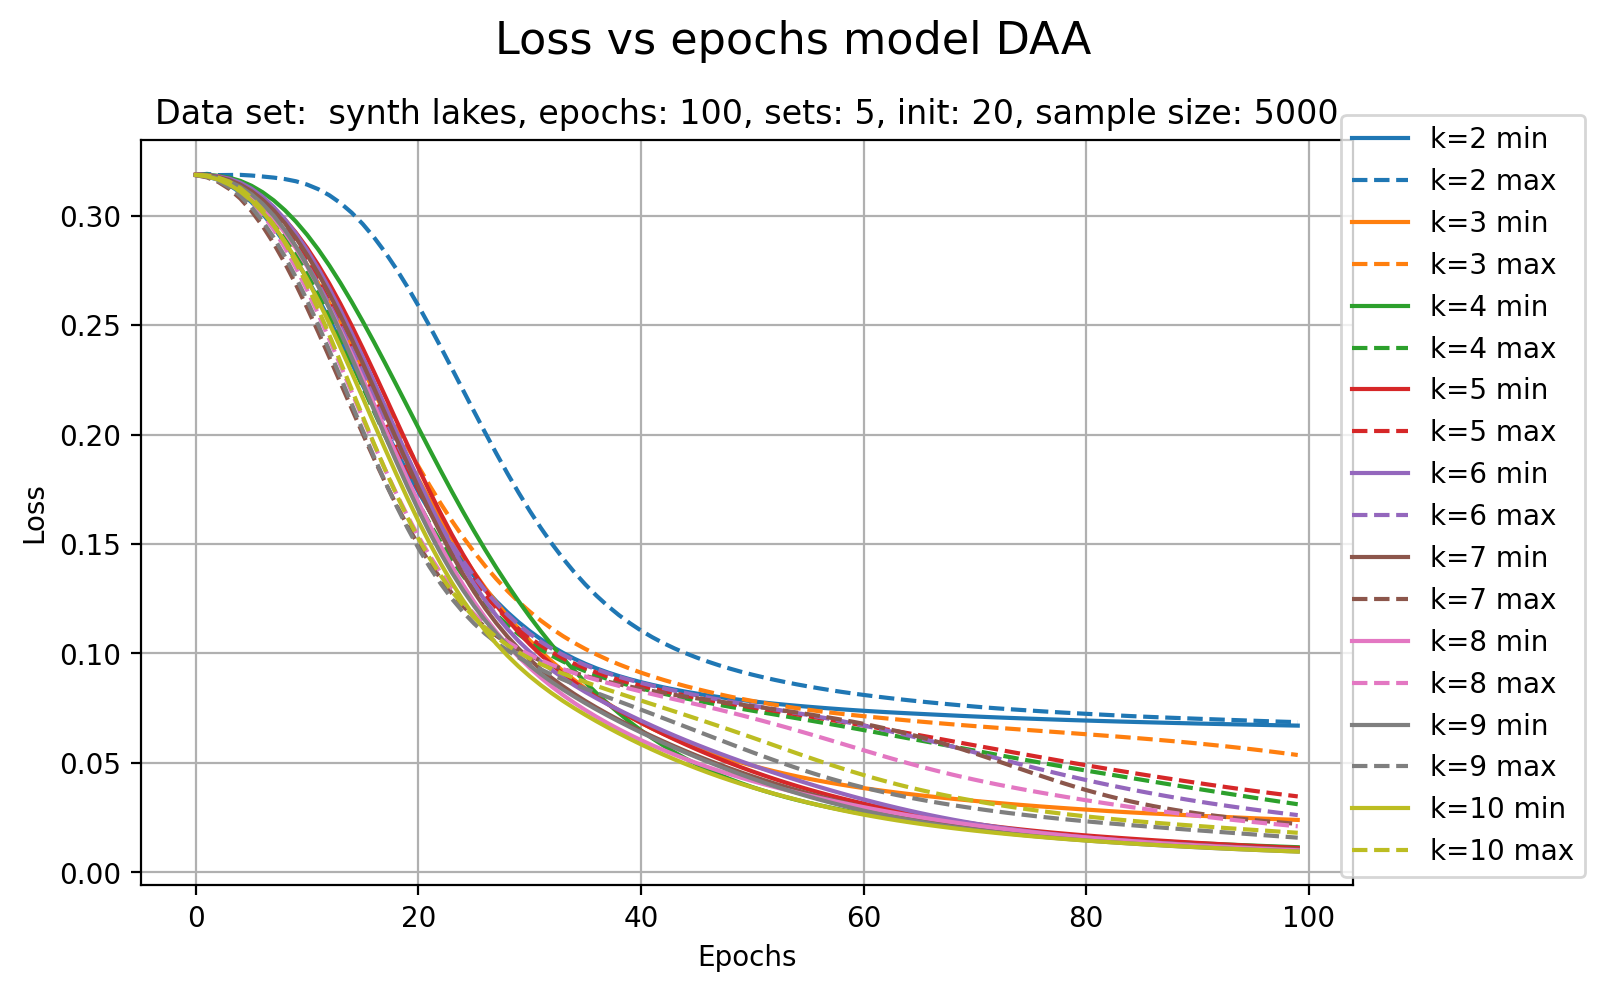 Loss vs epochs model DAA
Data set:  synth lakes, epochs: 100, sets: 5, init: 20, sample size: 5000
Loss
0.30
0.25
0.20
0.15
0.10
0.05
0.00
0
20
40
60
80
100
Epochs
k=2 min
k=2 max
k=3 min
k=3 max
k=4 min
k=4 max
k=5 min
k=5 max
k=6 min
k=6 max
k=7 min
k=7 max
k=8 min
k=8 max
k=9 min
k=9 max
k=10 min
k=10 max